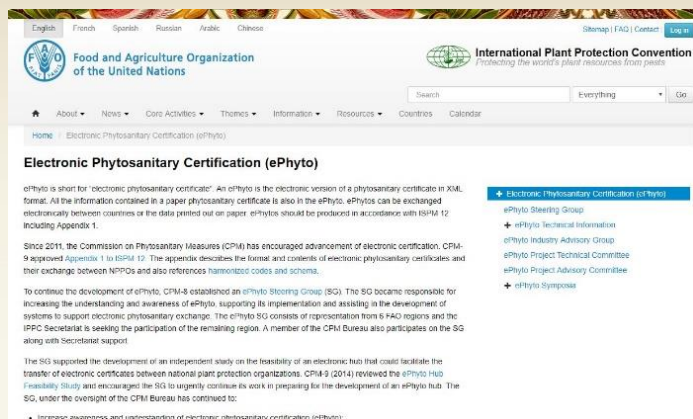 English French Spanish Russian Arabic Chinese
Sitemap | FAQ | Contact Log in
Food and Agriculture Organization
of the United Nations
International Plant Protection Convention
Protecting the world's plant resources from pests
Search Everything Go
About News Core Activities Themes Information Resources Countries Calendar
Home / Electronic Phytosanitary Certification (ePhyto)
Electronic Phytosanitary Certification (ePhyto)
ePhyto is short for "electronic phytosanitary certificate". An ePhyto is the electronic version of a phytosanitary certificate in XML
format. All the information contained in a paper phytosanitary certificate is also in the ePhyto. ePhytos can be exchanged
electronically between countries or the data printed out on paper. ePhytos should be produced in accordance with ISPM 12
including Appendix 1.
Since 2011, the Commission on Phytosanitary Measures (CPM) has encouraged advancement of electronic certification. CPM-
9 approved Appendix 1 to ISPM 12. The appendix describes the format and contents of electronic phytosanitary certificates and
their exchange between NPPOs and also references harmonized codes and schema.
To continue the development of ePhyto, CPM-8 established an ePhyto Steering Group (SG). The SG became responsible for
increasing the understanding and awareness of ePhyto, supporting its implementation and assisting in the development of
systems to support electronic phytosanitary exchange. The ePhyto SG consists of representation from 6 FAO regions and the
IPPC Secretariat is seeking the participation of the remaining region. A member of the CPM Bureau also participates on the SG
along with Secretariat support.
The SG supported the development of an independent study on the feasibility of an electronic hub that could facilitate the
transfer of electronic certificates between national plant protection organizations. CPM-9 (2014) reviewed the ePhyto Hub
Feasibility Study and encouraged the SG to urgently continue its work in preparing for the development of an ePhyto hub. The
SG, under the oversight of the CPM Bureau has continued to:
Increase awareness and understanding of electronic phytosanitary certification (ePhyto);
+ Electronic Phytosanitary Certification (ePhyto)
ePhyto Steering Group
+ ePhyto Technical Information
ePhyto Industry Advisory Group
ePhyto Project Technical Committee
ePhyto Project Advisory Committee
+ ePhyto Symposia